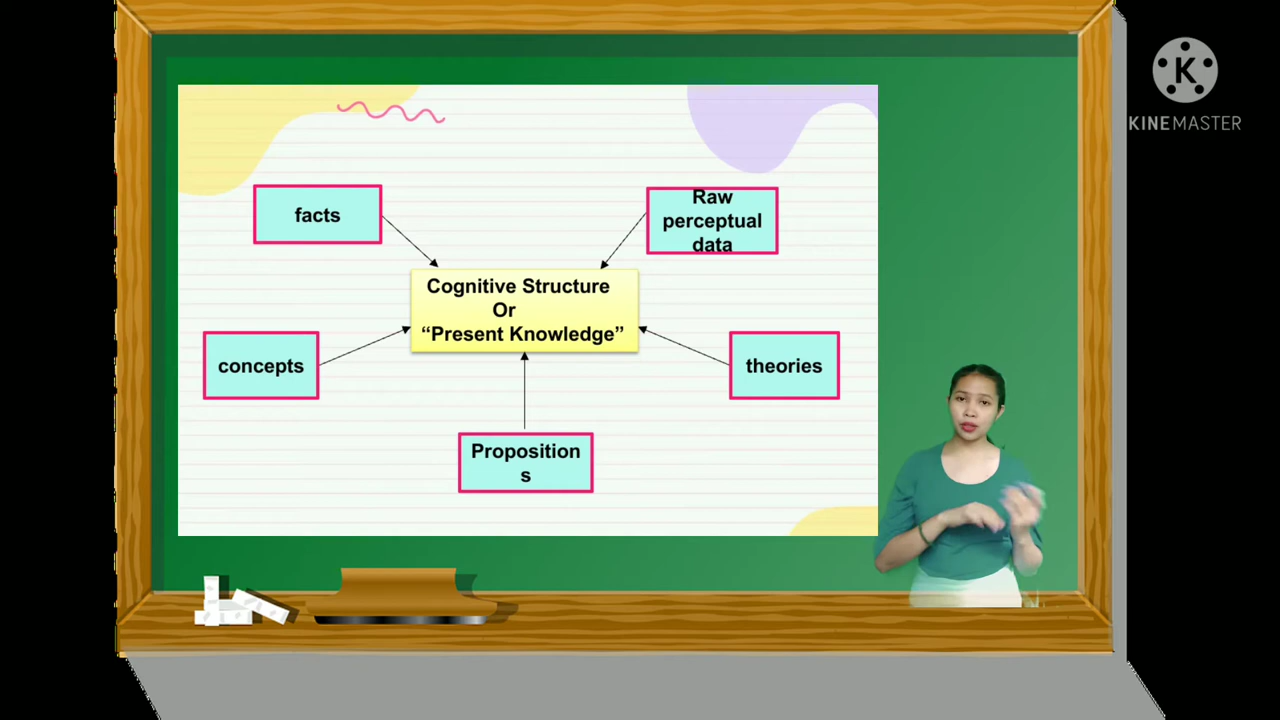 KINEMASTER
facts
Raw
perceptual
data
Cognitive Structure
Or
“Present Knowledge”
concepts
theories
Proposition
s